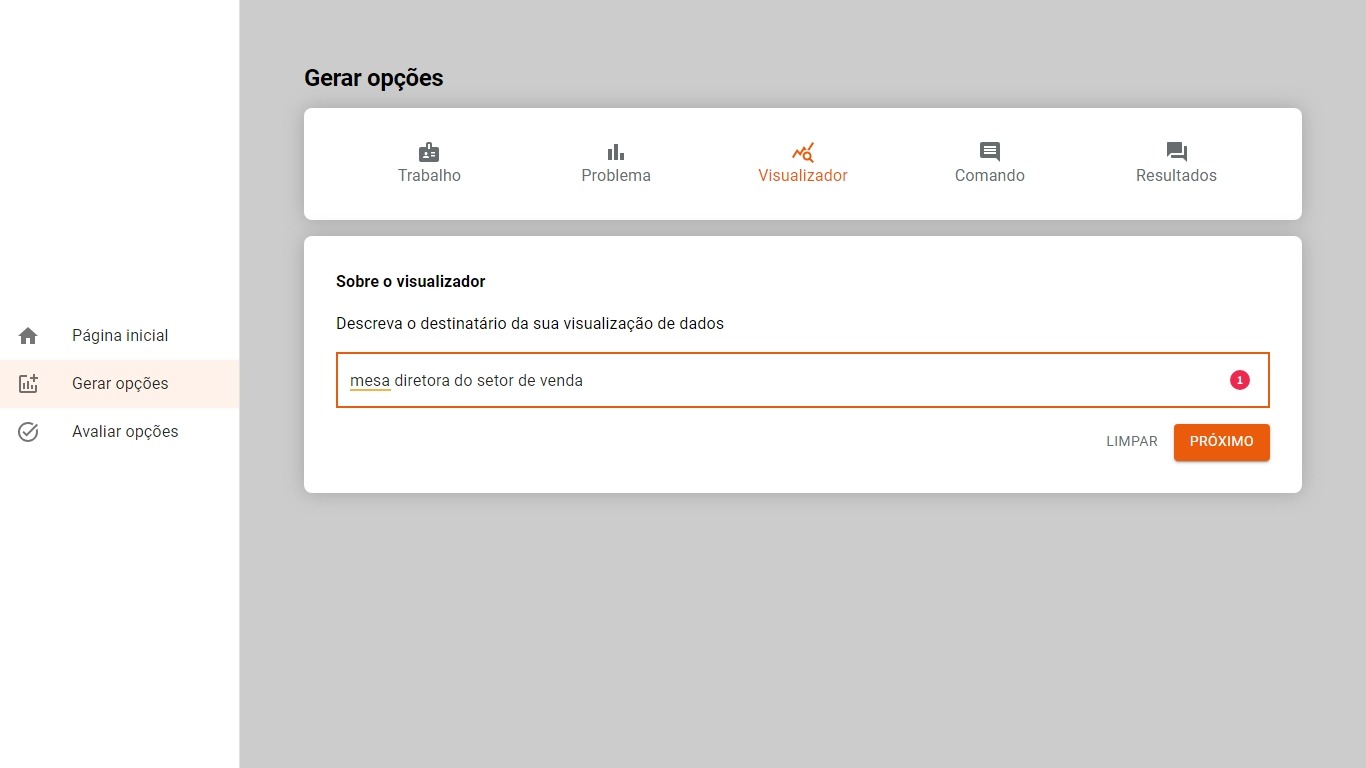 Gerar opções
Trabalho
Problema
Visualizador
Comando
Resultados
Sobre o visualizador
Descreva o destinatário da sua visualização de dados
mesa diretora do setor de venda
1
LIMPAR
PRÓXIMO
Página inicial
Gerar opções
Avaliar opções